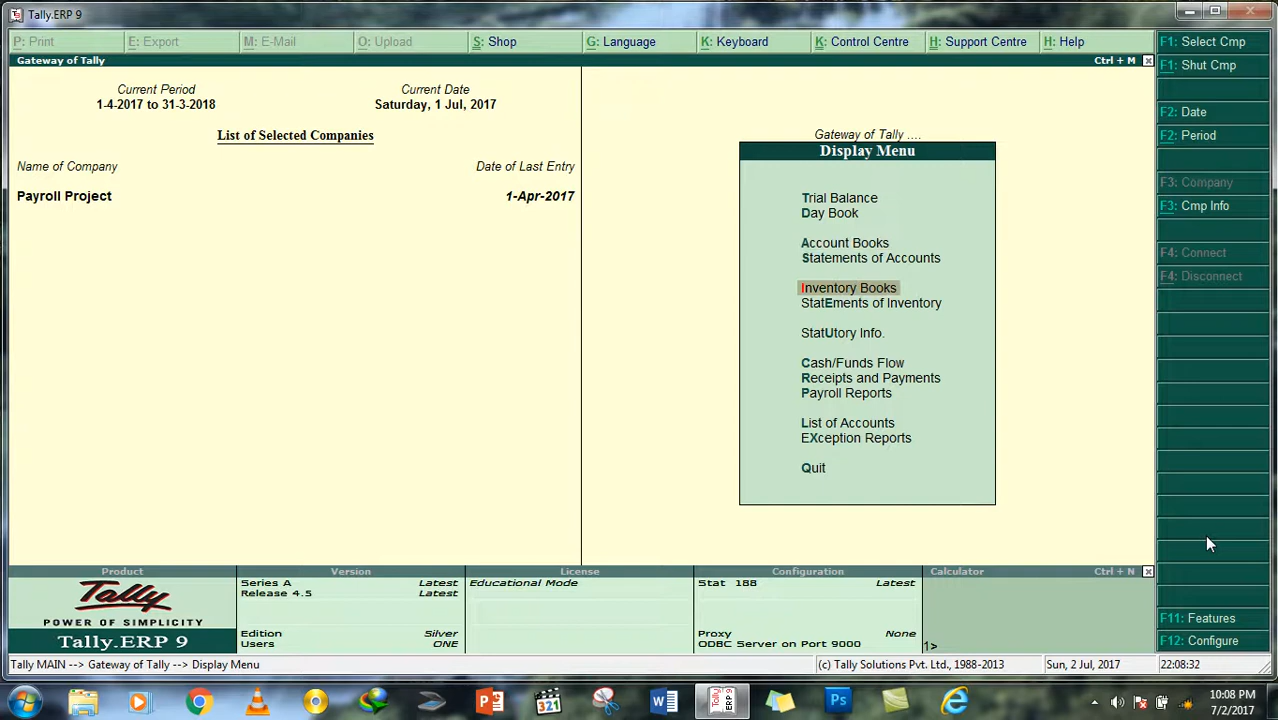 Tally.ERP 9
P: Print
E: Export
M: E-Mail
O: Upload
S: Shop
G: Language
K: Keyboard
K: Control Centre
H: Support Centre
H: Help
F1: Select Cmp
Gateway of Tally
Ctrl + M
F1: Shut Cmp
Current Period
1-4-2017 to 31-3-2018
Current Date
Saturday, 1 Jul, 2017
F2: Date
List of Selected Companies
Gateway of Tally ....
F2: Period
Display Menu
Name of Company
Date of Last Entry
F3: Company
Payroll Project
1-Apr-2017
Trial Balance
F3: Cmp Info
Day Book
Account Books
F4: Connect
Statements of Accounts
F4: Disconnect
Inventory Books
StatEments of Inventory
StatUtory Info.
Cash/Funds Flow
Receipts and Payments
Payroll Reports
List of Accounts
EXception Reports
Quit
Product
Version
License
Configuration
Calculator
Ctrl + N
Tally
POWER OF SIMPLICITY
Tally.ERP 9
Series A
Latest
Release 4.5
Latest
Edition
Silver
Users
ONE
Educational Mode
Stat 188
Latest
Proxy
None
ODBC Server on Port 9000
1>
F11: Features
F12: Configure
Tally MAIN --> Gateway of Tally --> Display Menu
(c) Tally Solutions Pvt. Ltd., 1988-2013
Sun, 2 Jul, 2017
22:08:32
321
W
Tally
ERP 9
Ps
10:08 PM
7/2/2017